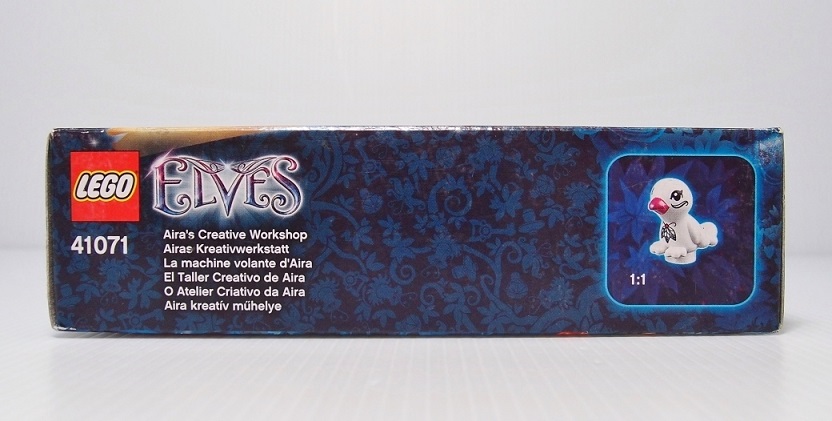 LEGO
ELVES
41071
Aira's Creative Workshop
Airas Kreativwerkstatt
La machine volante d'Aira
El Taller Creativo de Aira
O Atelier Criativo da Aira
Aira kreatív műhelye
1:1